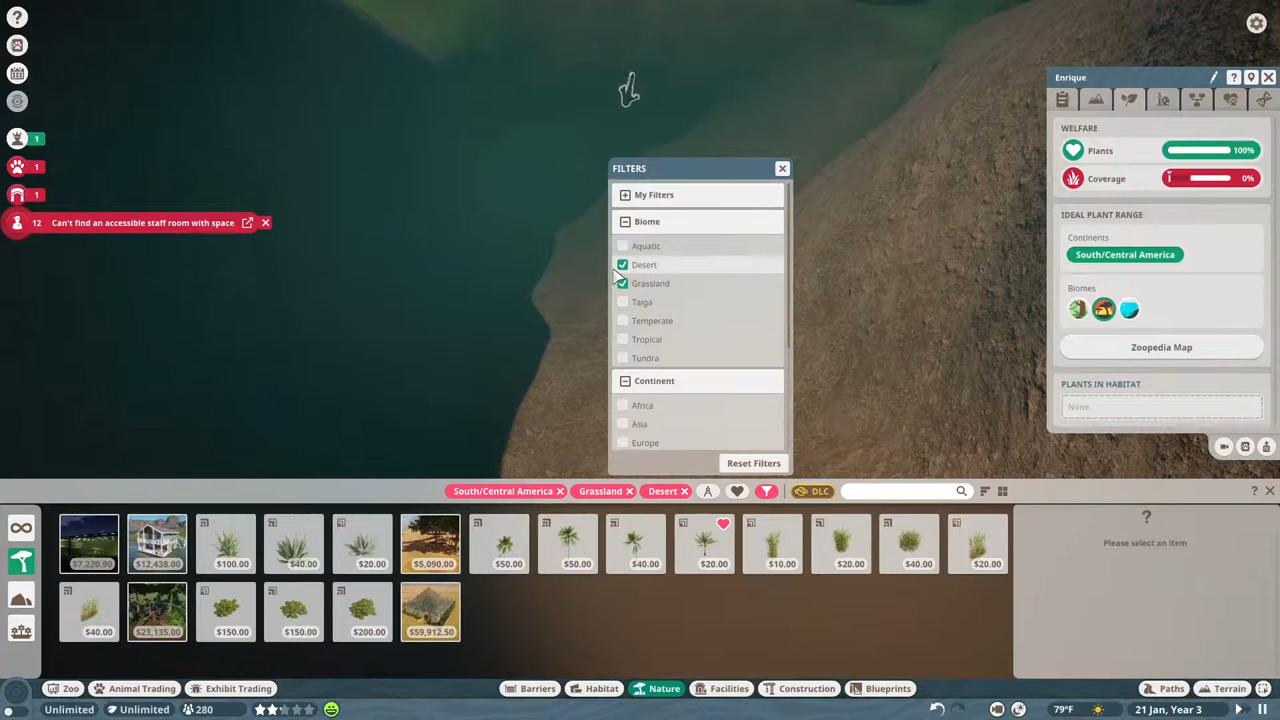 ?
Enrique
?
WELFARE
Plants
100%
Coverage
0%
IDEAL PLANT RANGE
Continents
South/Central America
Biomes
Zoopedia Map
PLANTS IN HABITAT
None
1
1
1
12 Can't find an accessible staff room with space
FILTERS
My Filters
Biome
Aquatic
Desert
Grassland
Taiga
Temperate
Tropical
Tundra
Continent
Africa
Asia
Europe
Reset Filters
South/Central America
Grassland
Desert
DLC
?
$7,220.90
$12,438.00
$100.00
$40.00
$20.00
$5,090.00
$50.00
$50.00
$40.00
$20.00
$10.00
$20.00
$40.00
$20.00
$40.00
$23,135.00
$150.00
$150.00
$200.00
$59,912.50
?
Please select an item
Zoo
Animal Trading
Exhibit Trading
Barriers
Habitat
Nature
Facilities
Construction
Blueprints
Paths
Terrain
Unlimited
Unlimited
280
79°F
21 Jan, Year 3